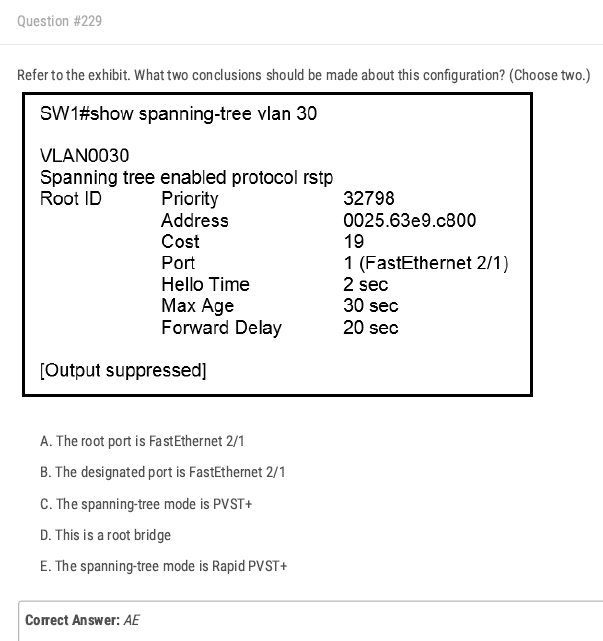 Question #229
Refer to the exhibit. What two conclusions should be made about this configuration? (Choose two.)
SW1#show spanning-tree vlan 30
VLAN0030
Spanning tree enabled protocol rstp
Root ID Priority 32798
Address 0025.63e9.c800
Cost 19
Port 1 (FastEthernet 2/1)
Hello Time 2 sec
Max Age 30 sec
Forward Delay 20 sec
[Output suppressed]
A. The root port is FastEthernet 2/1
B. The designated port is FastEthernet 2/1
C. The spanning-tree mode is PVST+
D. This is a root bridge
E. The spanning-tree mode is Rapid PVST+
Correct Answer: AE